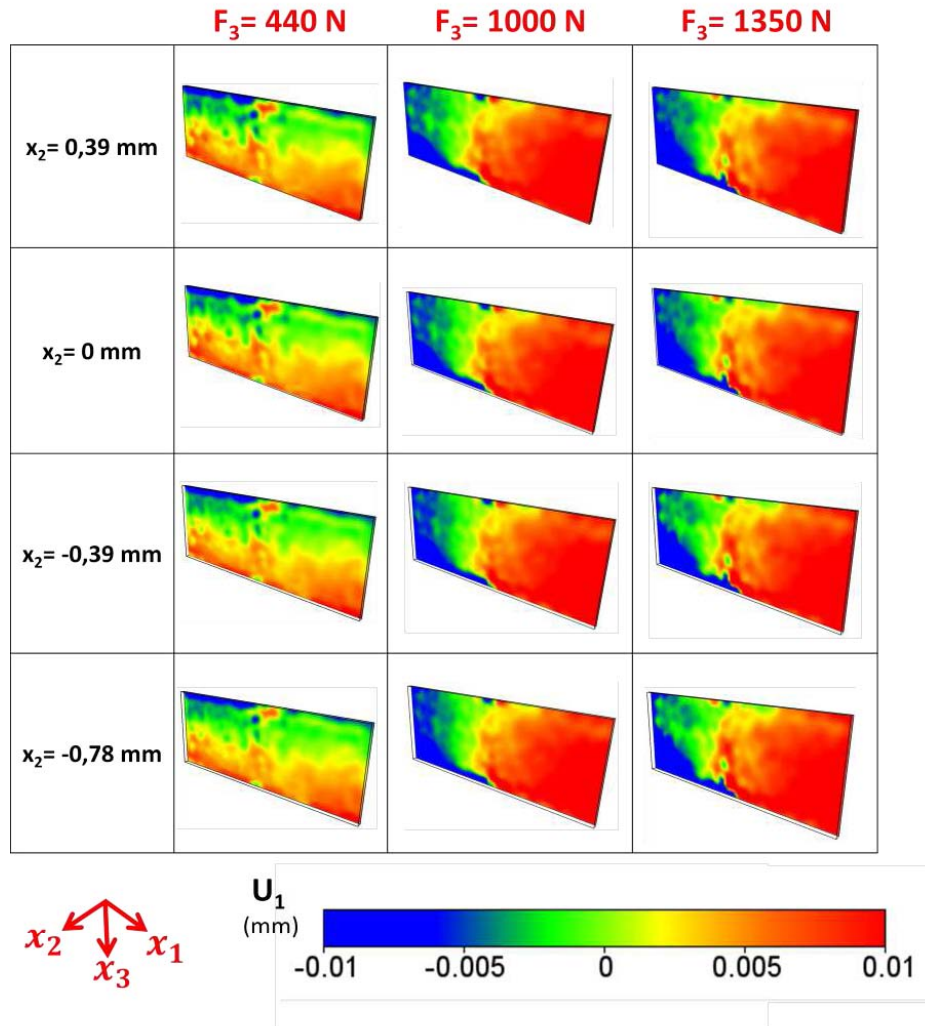 F3= 440 N F3= 1000 N F3= 1350 N
x2= 0,39 mm
x2= 0 mm
x2= -0,39 mm
x2= -0,78 mm
x2 x3 x1
U1
(mm)
-0.01 -0.005 0 0.005 0.01